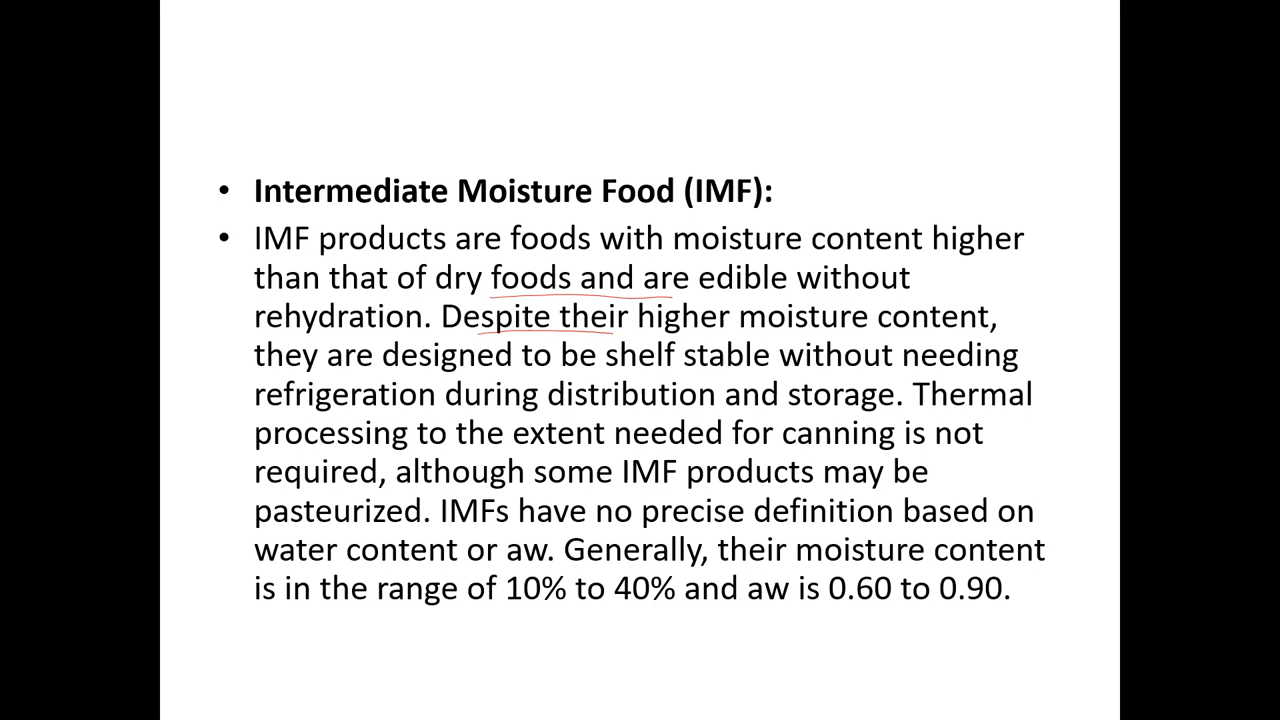 • Intermediate Moisture Food (IMF):
• IMF products are foods with moisture content higher
than that of dry foods and are edible without
rehydration. Despite their higher moisture content,
they are designed to be shelf stable without needing
refrigeration during distribution and storage. Thermal
processing to the extent needed for canning is not
required, although some IMF products may be
pasteurized. IMFs have no precise definition based on
water content or aw. Generally, their moisture content
is in the range of 10% to 40% and aw is 0.60 to 0.90.